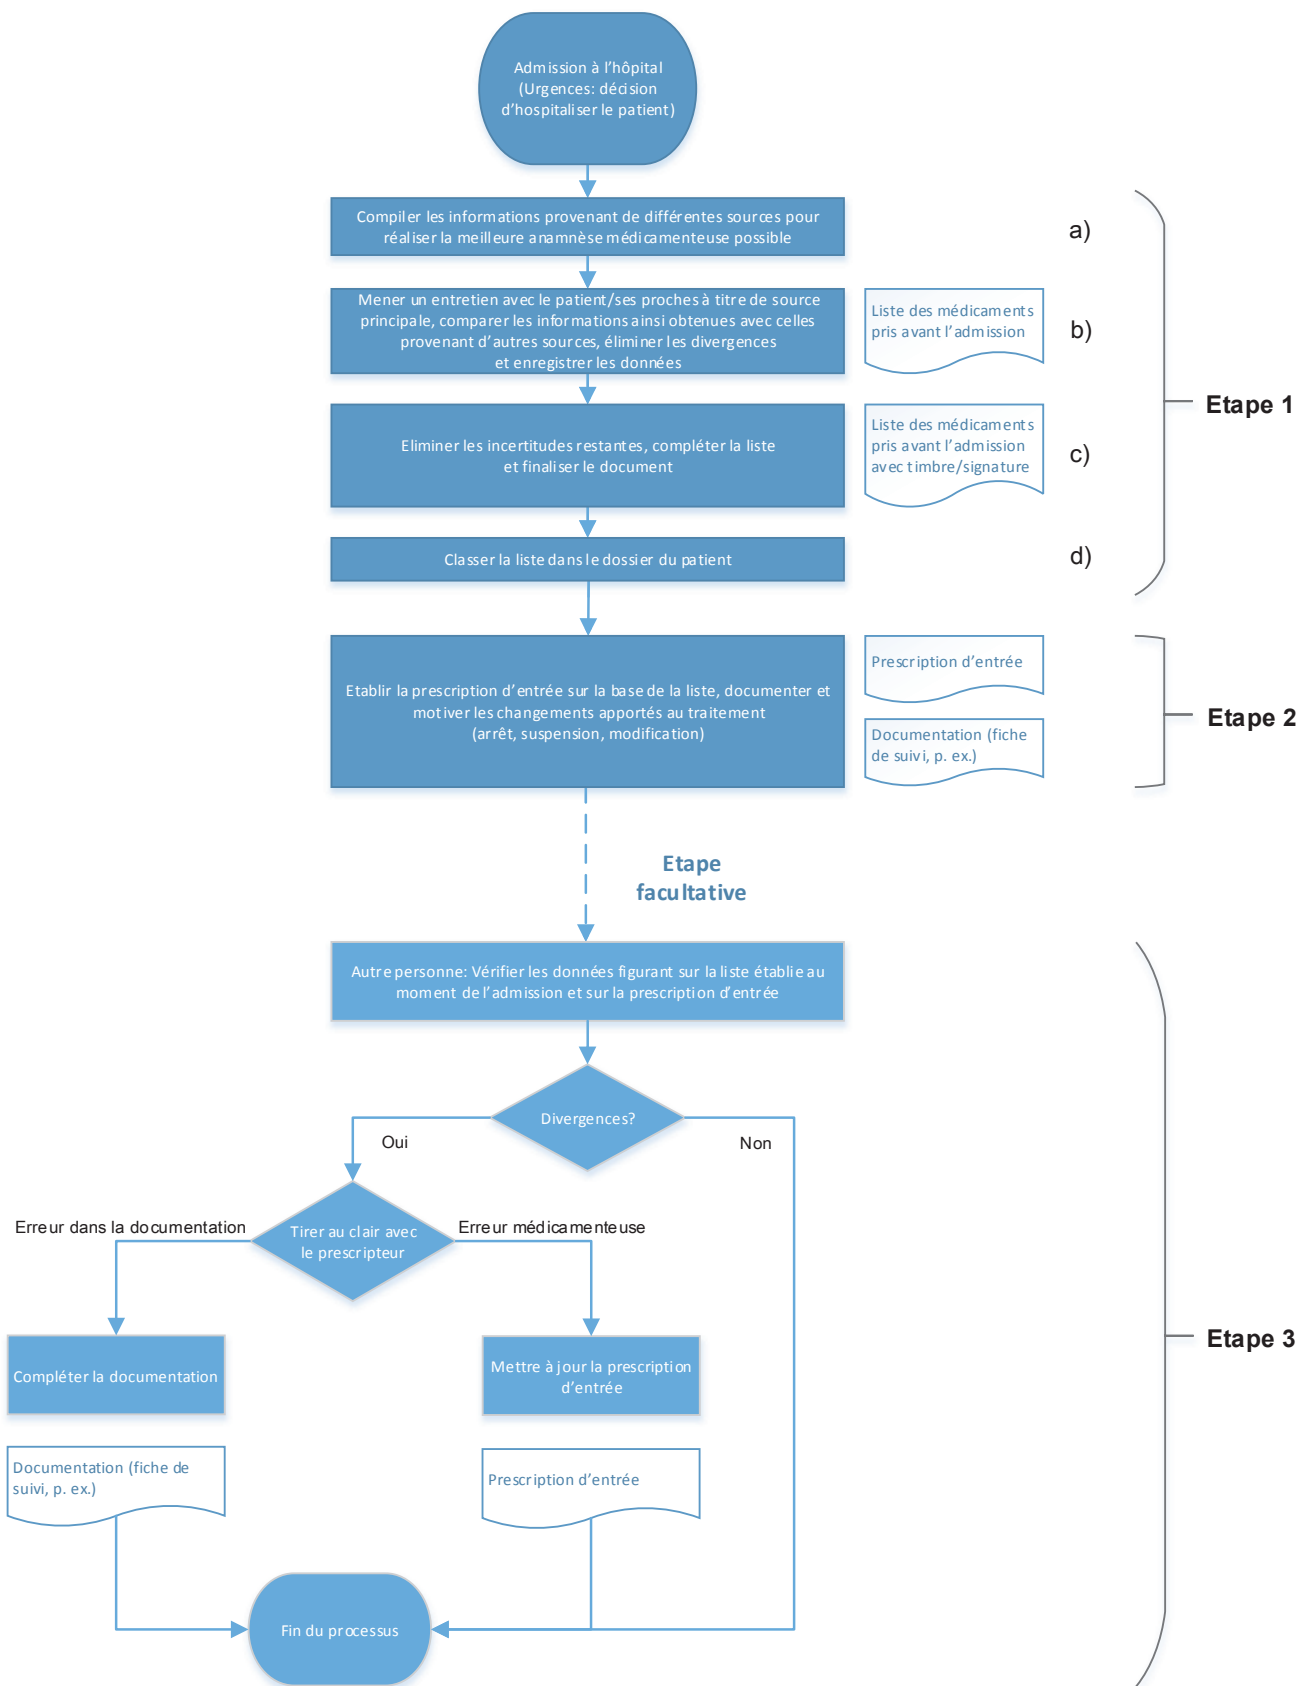 Admission à l'hôpital
(Urgences: décision
d'hospitaliser le patient)
Compiler les informations provenant de différentes sources pour
réaliser la meilleure anamnèse médicamenteuse possible
a)
Mener un entretien avec le patient/ses proches à titre de source
principale, comparer les informations ainsi obtenues avec celles
provenant d'autres sources, éliminer les divergences
et enregistrer les données
Liste des médicaments
pris avant l'admission
b)
Eliminer les incertitudes restantes, compléter la liste
et finaliser le document
Liste des médicaments
pris avant l'admission
avec timbre/signature
c)
Classer la liste dans le dossier du patient
d)
Etape 1
Etablir la prescription d'entrée sur la base de la liste, documenter et
motiver les changements apportés au traitement
(arrêt, suspension, modification)
Prescription d'entrée
Documentation (fiche
de suivi, p. ex.)
Etape 2
Etape
facultative
Autre personne: Vérifier les données figurant sur la liste établie au
moment de l'admission et sur la prescription d'entrée
Divergences?
Oui
Non
Tirer au clair avec
le prescripteur
Erreur dans la documentation
Erreur médicamenteuse
Compléter la documentation
Mettre à jour la prescription
d'entrée
Etape 3
Documentation (fiche de
suivi, p. ex.)
Prescription d'entrée
Fin du processus